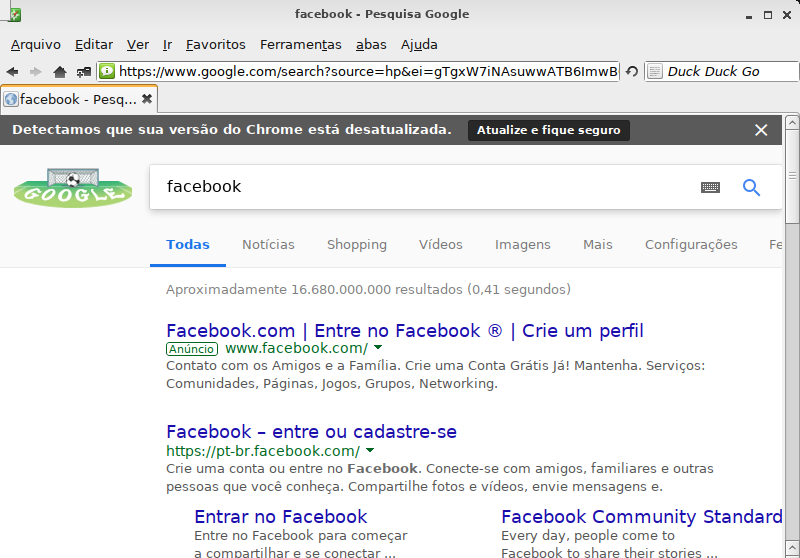 facebook - Pesquisa Google
Arquivo Editar Ver Ir Favoritos Ferramentas abas Ajuda
https://www.google.com/search?source=hp&ei=gTgxW7iNAsuwwATB6ImwB Duck Duck Go
facebook - Pesq...
Detectamos que sua versão do Chrome está desatualizada. Atualize e fique seguro
GOOGLE
facebook
Todas Notícias Shopping Vídeos Imagens Mais Configurações Fe
Aproximadamente 16.680.000.000 resultados (0,41 segundos)
Facebook.com | Entre no Facebook ® | Crie um perfil
Anúncio www.facebook.com/
Contato com os Amigos e a Família. Crie uma Conta Grátis Já! Mantenha. Serviços:
Comunidades, Páginas, Jogos, Grupos, Networking.
Facebook – entre ou cadastre-se
https://pt-br.facebook.com/
Crie uma conta ou entre no Facebook. Conecte-se com amigos, familiares e outras
pessoas que você conheça. Compartilhe fotos e vídeos, envie mensagens e.
Entrar no Facebook Facebook Community Standard
Entre no Facebook para começar Every day, people come to
a compartilhar e se conectar ... Facebook to share their stories ...